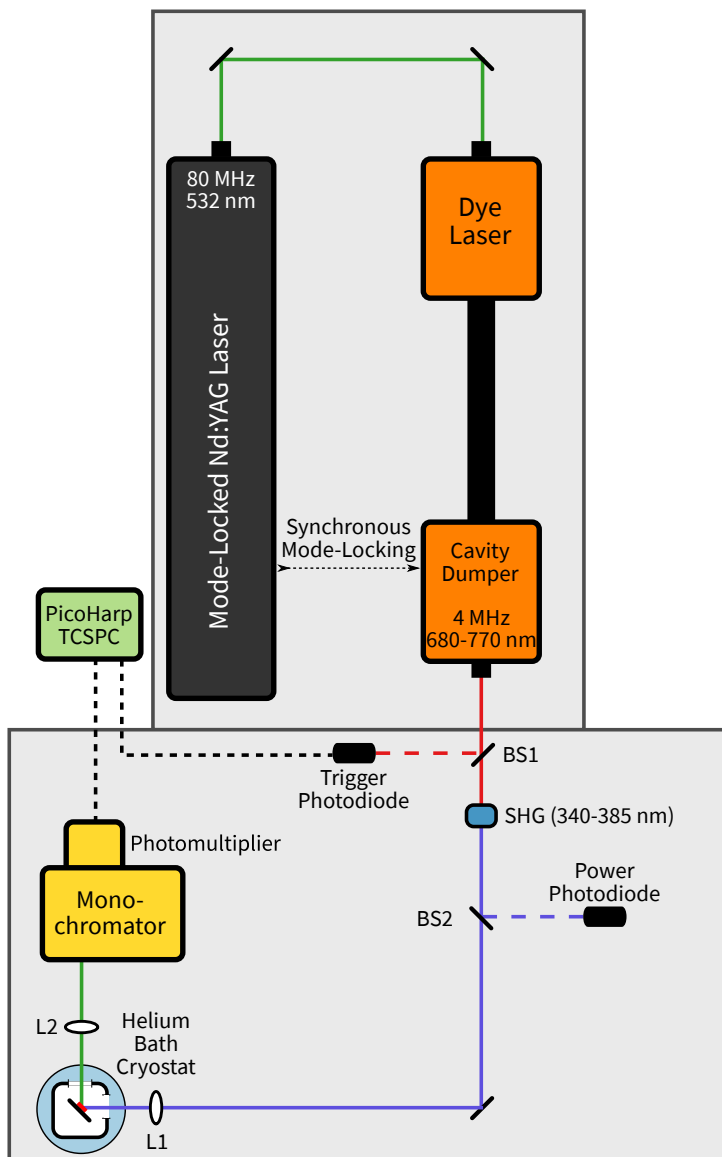 80 MHz
532 nm
Mode-Locked Nd:YAG Laser
Dye
Laser
Synchronous
Mode-Locking
Cavity
Dumper
4 MHz
680-770 nm
PicoHarp
TCSPC
BS1
Trigger
Photodiode
SHG (340-385 nm)
Photomultiplier
Mono-
chromator
Power
Photodiode
BS2
L2
Helium
Bath
Cryostat
L1